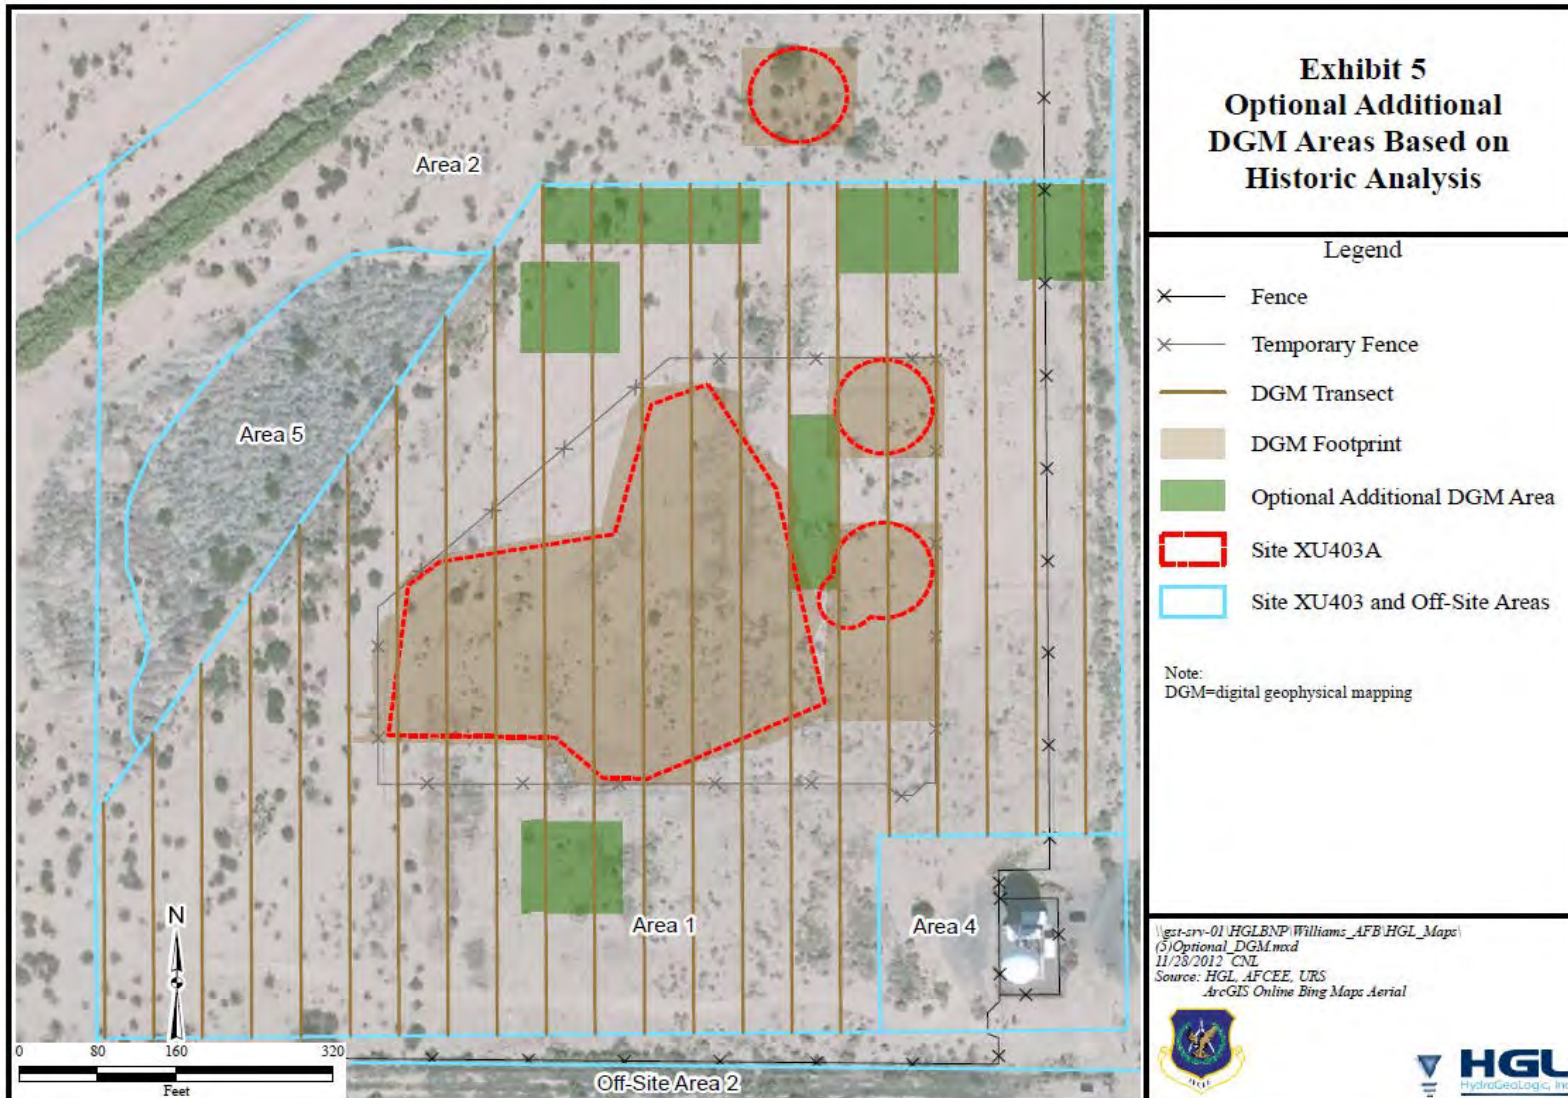 Exhibit 5
Optional Additional
DGM Areas Based on
Historic Analysis
Legend
Fence
Temporary Fence
DGM Transect
DGM Footprint
Optional Additional DGM Area
Site XU403A
Site XU403 and Off-Site Areas
Note:
DGM=digital geophysical mapping
\\gst-srv-01\HGLBNP\Williams_AFB\HGL_Maps\
(5)Optional_DGM.mxd
11/28/2012 CNL
Source: HGL, AFCEE, URS
ArcGIS Online Bing Maps Aerial
AFCEE
HGL
HydroGeoLogic, Inc
Area 2
Area 5
Area 1
Area 4
Off-Site Area 2
N
0 80 160 320
Feet